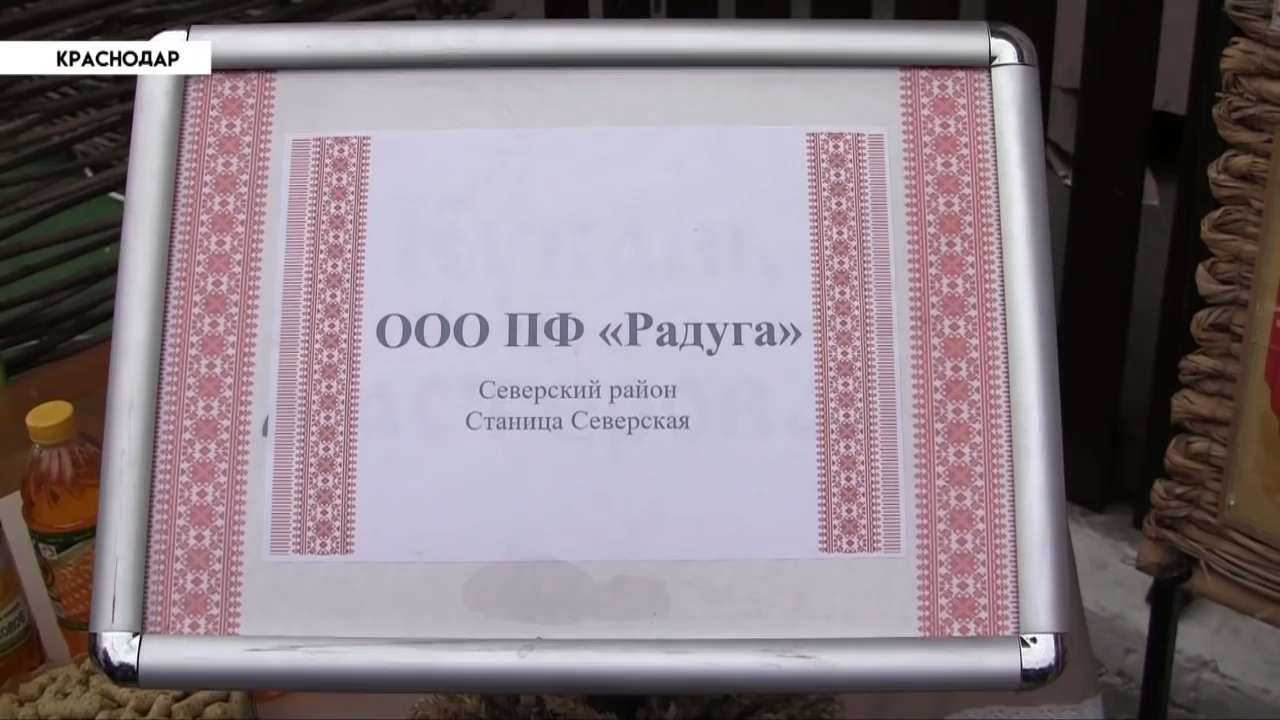 КРАСНОДАР
ООО ПФ «Радуга»
Северский район
Станица Северская